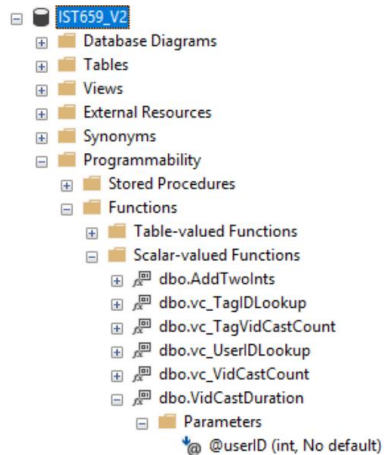 IST659_V2
Database Diagrams
Tables
Views
External Resources
Synonyms
Programmability
Stored Procedures
Functions
Table-valued Functions
Scalar-valued Functions
dbo.AddTwoInts
dbo.vc_TagIDLookup
dbo.vc_TagVidCastCount
dbo.vc_UserIDLookup
dbo.vc_VidCastCount
dbo.VidCastDuration
Parameters
@userID (int, No default)